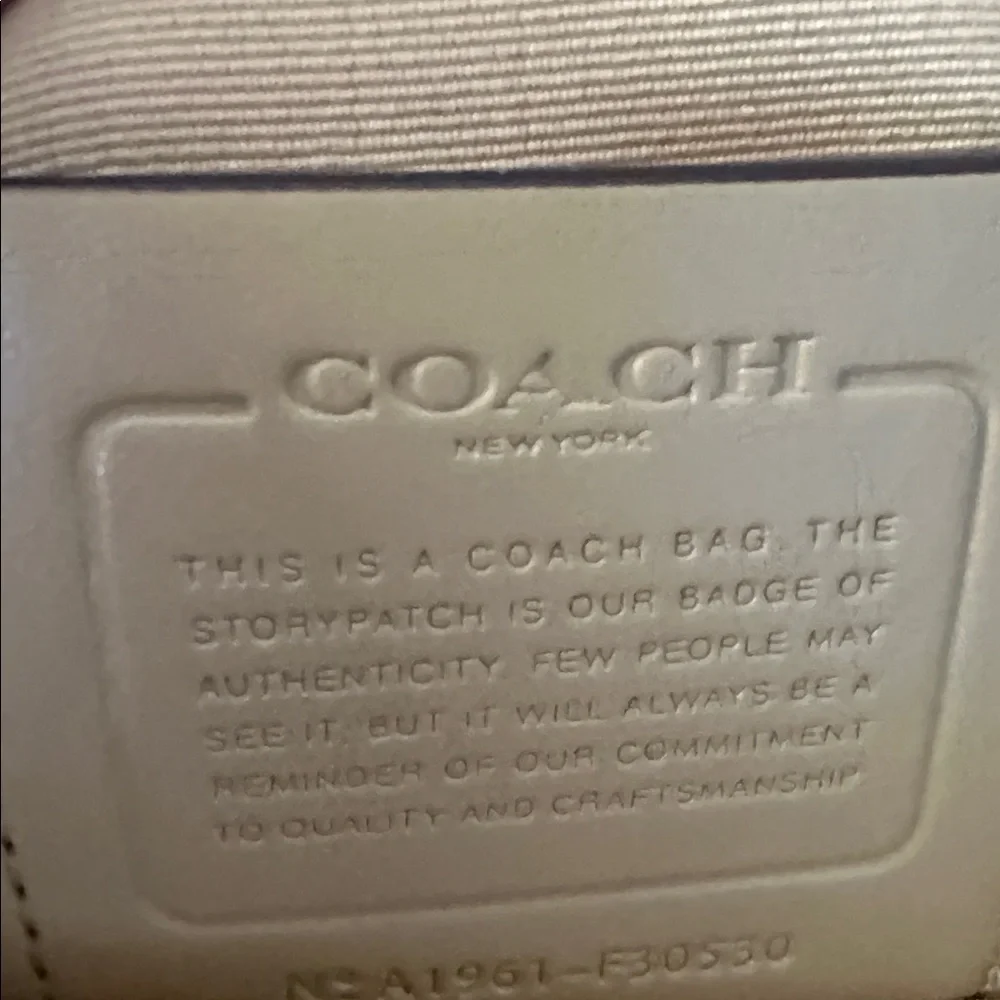 COACH
NEW YORK
THIS IS A COACH BAG. THE
STORYPATCH IS OUR BADGE OF
AUTHENTICITY. FEW PEOPLE MAY
SEE IT, BUT IT WILL ALWAYS BE A
REMINDER OF OUR COMMITMENT
TO QUALITY AND CRAFTSMANSHIP.
Nº A1961-F30530